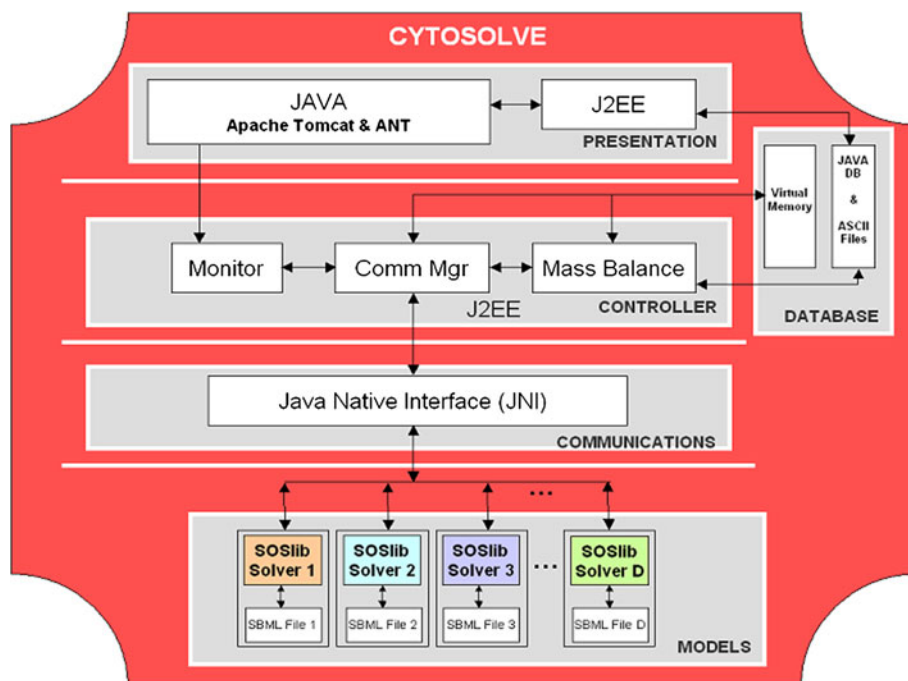 CYTOSOLVE
JAVA
Apache Tomcat & ANT
J2EE
PRESENTATION
Virtual
Memory
JAVA
DB
&
ASCII
Files
DATABASE
Monitor
Comm Mgr
Mass Balance
J2EE
CONTROLLER
Java Native Interface (JNI)
COMMUNICATIONS
...
SOSlib
Solver 1
SBML File 1
SOSlib
Solver 2
SBML File 2
SOSlib
Solver 3
SBML File 3
...
SOSlib
Solver D
SBML File D
MODELS